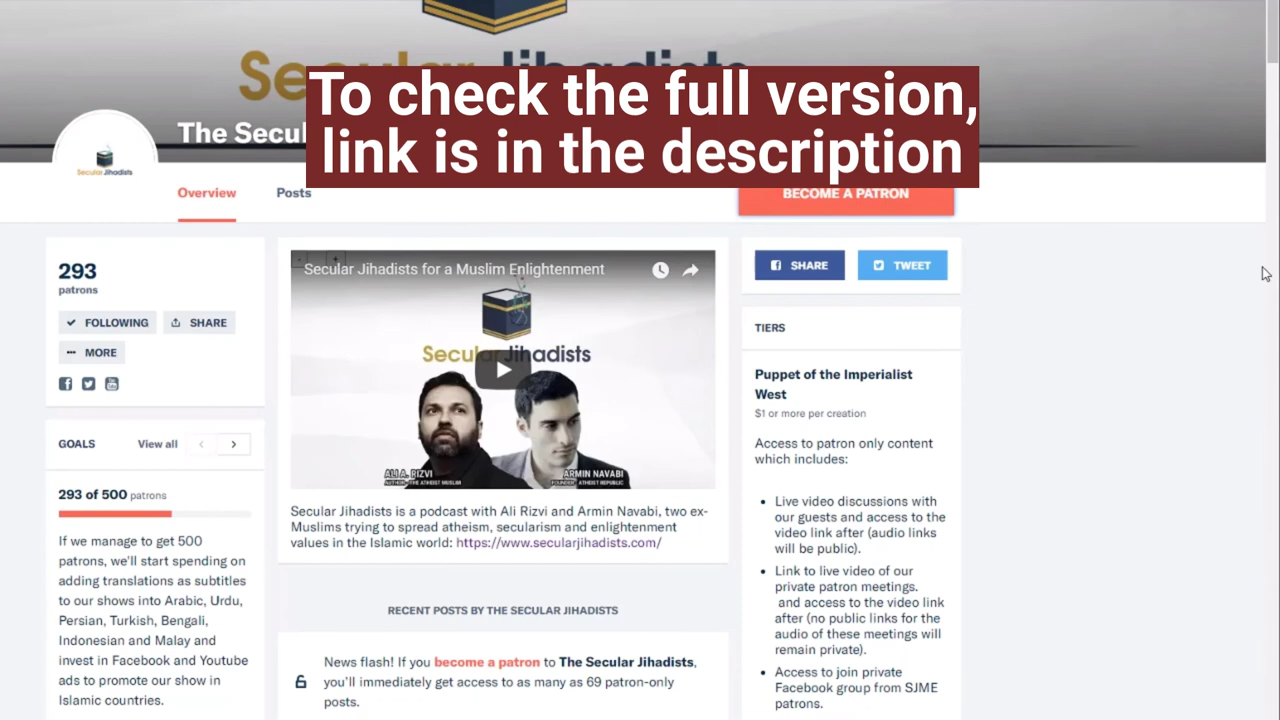 Secular Jihadists
To check the full version,
link is in the description
The Secul
Secular Jihadists
Overview
Posts
BECOME A PATRON
293
patrons
FOLLOWING
SHARE
MORE
GOALS
View all
293 of 500 patrons
If we manage to get 500
patrons, we'll start spending on
adding translations as subtitles
to our shows into Arabic, Urdu,
Persian, Turkish, Bengali,
Indonesian and Malay and
invest in Facebook and Youtube
ads to promote our show in
Islamic countries.
Secular Jihadists for a Muslim Enlightenment
Secular Jihadists
ALI A. RIZVI
AUTHOR - THE ATHEIST MUSLIM
ARMIN NAVABI
FOUNDER - ATHEIST REPUBLIC
Secular Jihadists is a podcast with Ali Rizvi and Armin Navabi, two ex-
Muslims trying to spread atheism, secularism and enlightenment
values in the Islamic world: https://www.secularjihadists.com/
RECENT POSTS BY THE SECULAR JIHADISTS
News flash! If you become a patron to The Secular Jihadists,
you'll immediately get access to as many as 69 patron-only
posts.
SHARE
TWEET
TIERS
Puppet of the Imperialist
West
$1 or more per creation
Access to patron only content
which includes:
• Live video discussions with
our guests and access to the
video link after (audio links
will be public).
• Link to live video of our
private patron meetings.
and access to the video link
after (no public links for the
audio of these meetings will
remain private).
• Access to join private
Facebook group from SJME
patrons.